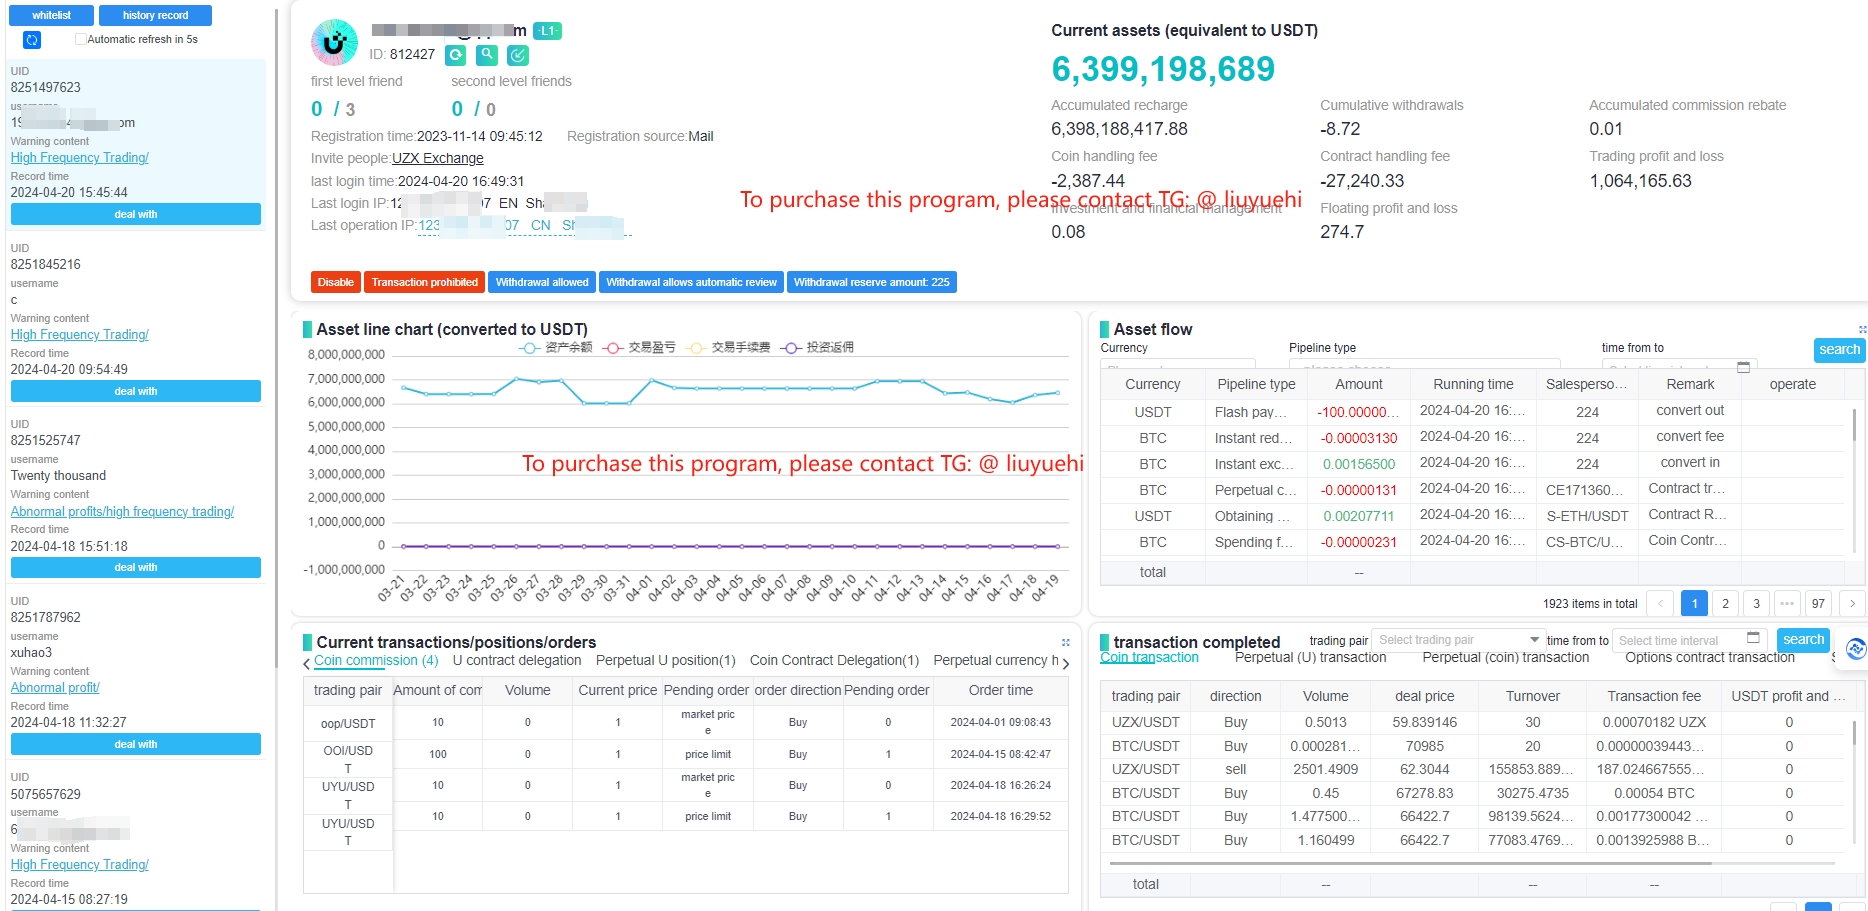 whitelist
history record
Automatic refresh in 5s
UID
8251497623
username
Warning content
High Frequency Trading/
Record time
2024-04-20 15:45:44
deal with
UID
8251845216
username
c
Warning content
High Frequency Trading/
Record time
2024-04-20 09:54:49
deal with
UID
8251525747
username
Twenty thousand
Warning content
Abnormal profits/high frequency trading/
Record time
2024-04-18 15:51:18
deal with
UID
8251787962
username
xuhao3
Warning content
Abnormal profit/
Record time
2024-04-18 11:32:27
deal with
UID
5075657629
username
6
Warning content
High Frequency Trading/
Record time
2024-04-15 08:27:19
·L1·
ID: 812427
first level friend second level friends
0 / 3 0 / 0
Registration time:2023-11-14 09:45:12 Registration source:Mail
Invite people:UZX Exchange
last login time:2024-04-20 16:49:31
Last login IP:12 07 EN Sha
Last operation IP:123 07 CN
Disable Transaction prohibited Withdrawal allowed Withdrawal allows automatic review Withdrawal reserve amount: 225
Current assets (equivalent to USDT)
6,399,198,689
Accumulated recharge Cumulative withdrawals Accumulated commission rebate
6,398,188,417.88 -8.72 0.01
Coin handling fee Contract handling fee Trading profit and loss
-2,387.44 -27,240.33 1,064,165.63
To purchase this program, please contact TG: @ liuyuehi
Investment and financial management Floating profit and loss
0.08 274.7
Asset line chart (converted to USDT)
资产余额 交易盈亏 交易手续费 投资返佣
8,000,000,000
7,000,000,000
6,000,000,000
5,000,000,000
4,000,000,000
3,000,000,000
2,000,000,000
1,000,000,000
0
-1,000,000,000
To purchase this program, please contact TG: @ liuyuehi
03-21 03-22 03-23 03-24 03-25 03-26 03-27 03-28 03-29 03-30 03-31 04-01 04-02 04-03 04-04 04-05 04-06 04-07 04-08 04-09 04-10 04-11 04-12 04-13 04-14 04-15 04-16 04-17 04-18 04-19
Asset flow
Currency Pipeline type time from to search
Currency Pipeline type Amount Running time Salesperso... Remark operate
USDT Flash pay... -100.00000... 2024-04-20 16:... 224 convert out
BTC Instant red... -0.00003130 2024-04-20 16:... 224 convert fee
BTC Instant exc... 0.00156500 2024-04-20 16:... 224 convert in
BTC Perpetual c... -0.00000131 2024-04-20 16:... CE171360... Contract tr...
USDT Obtaining ... 0.00207711 2024-04-20 16:... S-ETH/USDT Contract R...
BTC Spending f... -0.00000231 2024-04-20 16:... CS-BTC/U... Coin Contr...
total --
1923 items in total < 1 2 3 ••• 97 >
Current transactions/positions/orders
Coin commission (4) U contract delegation Perpetual U position(1) Coin Contract Delegation(1) Perpetual currency h
trading pair Amount of com Volume Current price Pending order order direction Pending order Order time
oop/USDT 10 0 1 market price Buy 0 2024-04-01 09:08:43
OOI/USDT 100 0 1 price limit Buy 1 2024-04-15 08:42:47
UYU/USDT 10 0 1 market price Buy 0 2024-04-18 16:26:24
UYU/USDT 10 0 1 price limit Buy 1 2024-04-18 16:29:52
transaction completed trading pair Select trading pair time from to Select time interval search
Coin transaction Perpetual (U) transaction Perpetual (coin) transaction Options contract transaction
trading pair direction Volume deal price Turnover Transaction fee USDT profit and ...
UZX/USDT Buy 0.5013 59.839146 30 0.00070182 UZX 0
BTC/USDT Buy 0.000281... 70985 20 0.00000039443... 0
UZX/USDT sell 2501.4909 62.3044 155853.889... 187.024667555... 0
BTC/USDT Buy 0.45 67278.83 30275.4735 0.00054 BTC 0
BTC/USDT Buy 1.477500... 66422.7 98139.5624... 0.00177300042 ... 0
BTC/USDT Buy 1.160499 66422.7 77083.4769... 0.0013925988 B... 0
total -- -- --